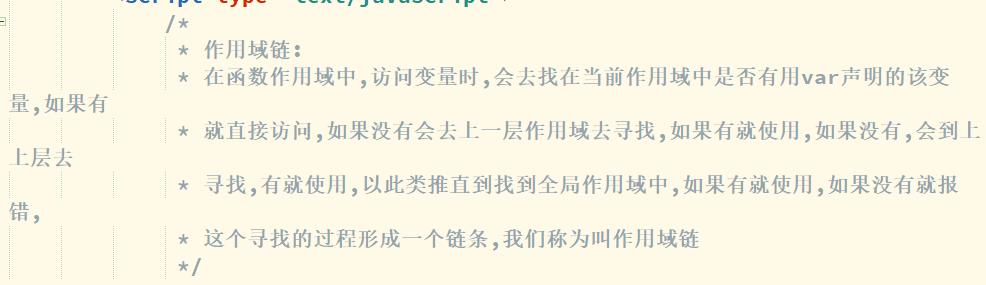 <script type="text/javascript">
/*
* 作用域链:
* 在函数作用域中,访问变量时,会去找在当前作用域中是否有用var声明的该变
量,如果有
* 就直接访问,如果没有会去上一层作用域去寻找,如果有就使用,如果没有,会到上
上层去
* 寻找,有就使用,以此类推直到找到全局作用域中,如果有就使用,如果没有就报
错,
* 这个寻找的过程形成一个链条,我们称为叫作用域链
*/